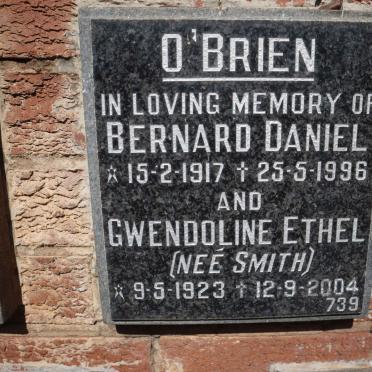 O'BRIEN
IN LOVING MEMORY OF
BERNARD DANIEL
* 15-2-1917 † 25-5-1996
AND
GWENDOLINE ETHEL
(NEÉ SMITH)
* 9-5-1923 † 12-9-2004
739